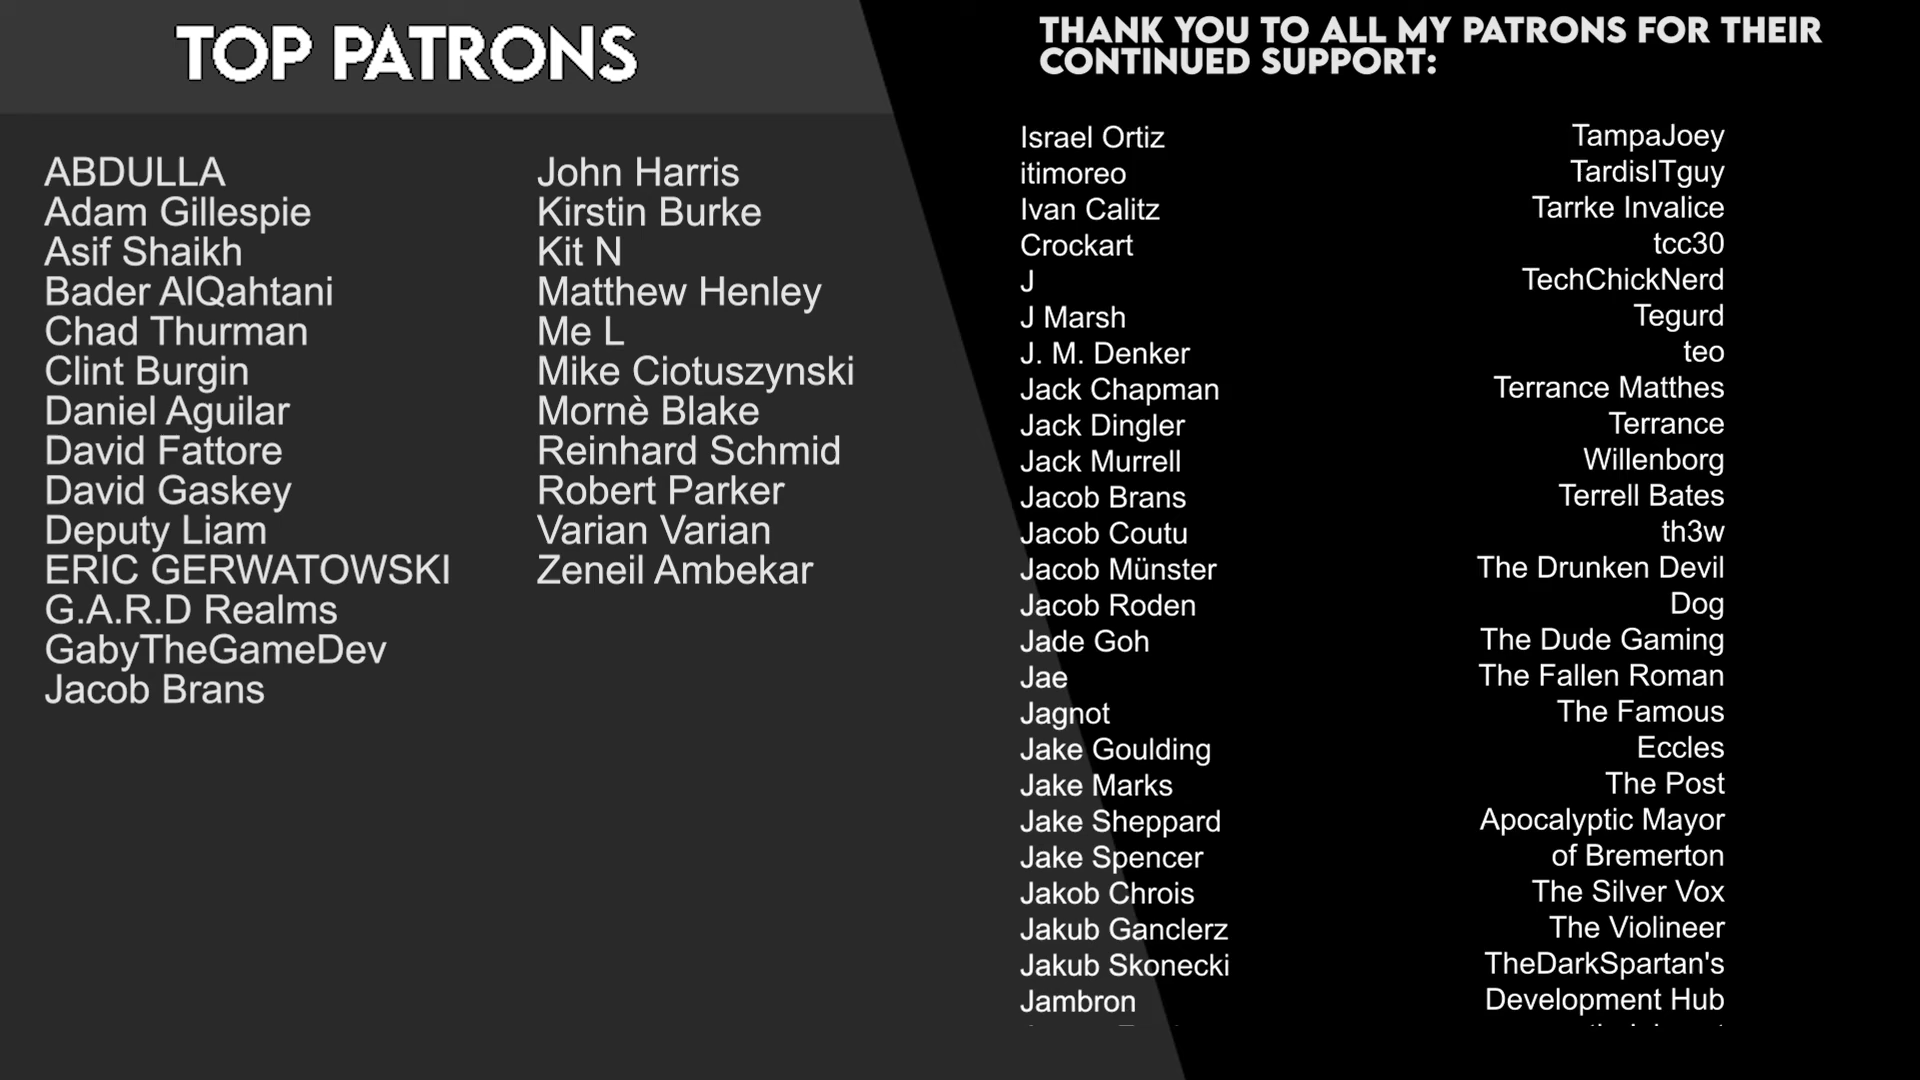 TOP PATRONS
ABDULLA
Adam Gillespie
Asif Shaikh
Bader AlQahtani
Chad Thurman
Clint Burgin
Daniel Aguilar
David Fattore
David Gaskey
Deputy Liam
ERIC GERWATOWSKI
G.A.R.D Realms
GabyTheGameDev
Jacob Brans
John Harris
Kirstin Burke
Kit N
Matthew Henley
Me L
Mike Ciotuszynski
Mornè Blake
Reinhard Schmid
Robert Parker
Varian Varian
Zeneil Ambekar
THANK YOU TO ALL MY PATRONS FOR THEIR
CONTINUED SUPPORT:
Israel Ortiz
itimoreo
Ivan Calitz
Crockart
J
J Marsh
J. M. Denker
Jack Chapman
Jack Dingler
Jack Murrell
Jacob Brans
Jacob Coutu
Jacob Münster
Jacob Roden
Jade Goh
Jae
Jagnot
Jake Goulding
Jake Marks
Jake Sheppard
Jake Spencer
Jakob Chrois
Jakub Ganclerz
Jakub Skonecki
Jambron
TampaJoey
TardisITguy
Tarrke Invalice
tcc30
TechChickNerd
Tegurd
teo
Terrance Matthes
Terrance
Willenborg
Terrell Bates
th3w
The Drunken Devil
Dog
The Dude Gaming
The Fallen Roman
The Famous
Eccles
The Post
Apocalyptic Mayor
of Bremerton
The Silver Vox
The Violineer
TheDarkSpartan's
Development Hub